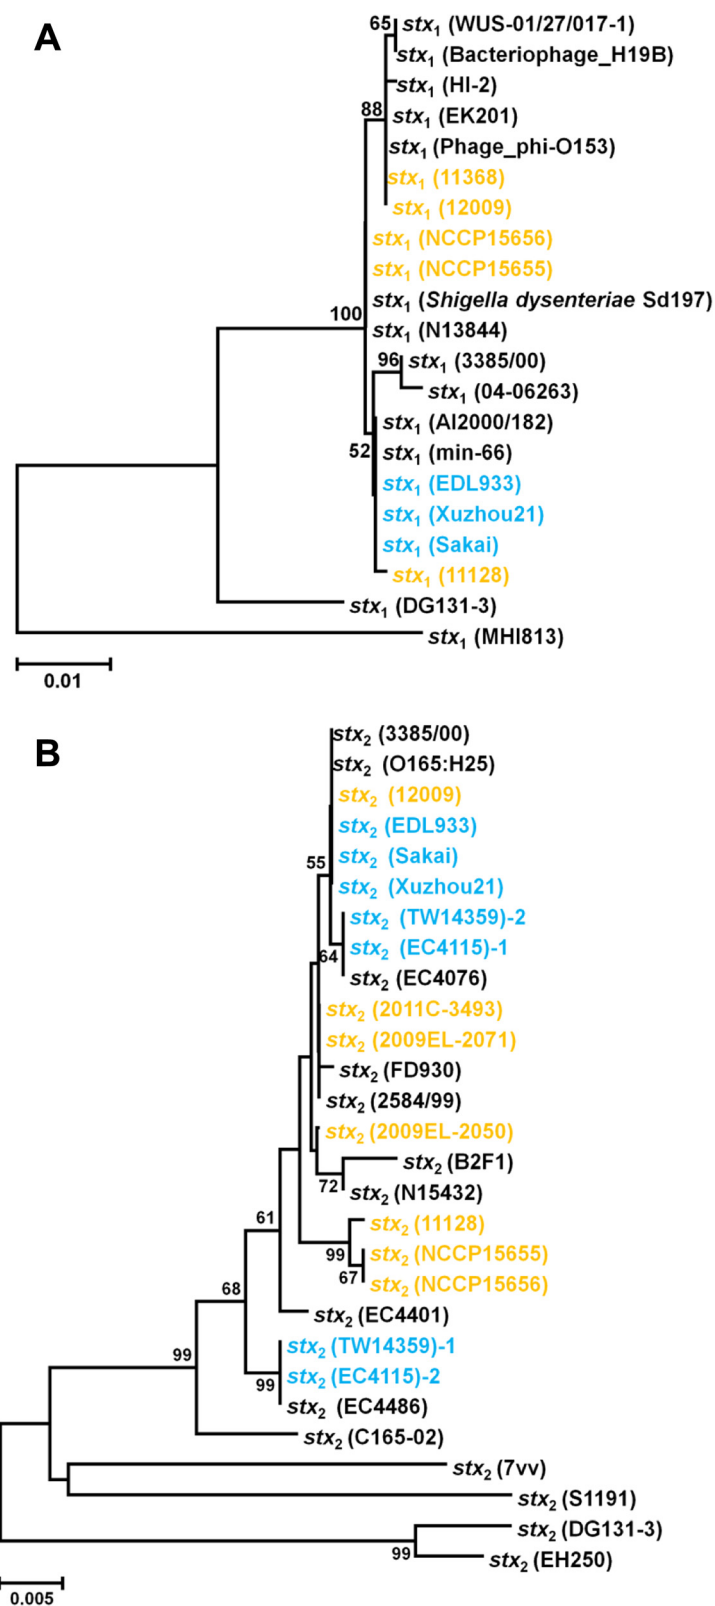 A
65 stx1 (WUS-01/27/017-1)
stx1 (Bacteriophage_H19B)
stx1 (HI-2)
88 stx1 (EK201)
stx1 (Phage_phi-O153)
stx1 (11368)
stx1 (12009)
stx1 (NCCP15656)
stx1 (NCCP15655)
stx1 (Shigella dysenteriae Sd197)
100 stx1 (N13844)
96 stx1 (3385/00)
stx1 (04-06263)
stx1 (AI2000/182)
52 stx1 (min-66)
stx1 (EDL933)
stx1 (Xuzhou21)
stx1 (Sakai)
stx1 (11128)
stx1 (DG131-3)
stx1 (MHI813)
0.01
B
stx2 (3385/00)
stx2 (O165:H25)
stx2 (12009)
stx2 (EDL933)
55 stx2 (Sakai)
stx2 (Xuzhou21)
stx2 (TW14359)-2
stx2 (EC4115)-1
64
stx2 (EC4076)
stx2 (2011C-3493)
stx2 (2009EL-2071)
stx2 (FD930)
stx2 (2584/99)
stx2 (2009EL-2050)
stx2 (B2F1)
72 stx2 (N15432)
61 stx2 (11128)
99 stx2 (NCCP15655)
67 stx2 (NCCP15656)
68
stx2 (EC4401)
99 stx2 (TW14359)-1
99 stx2 (EC4115)-2
stx2 (EC4486)
stx2 (C165-02)
stx2 (7vv)
stx2 (S1191)
stx2 (DG131-3)
99 stx2 (EH250)
0.005